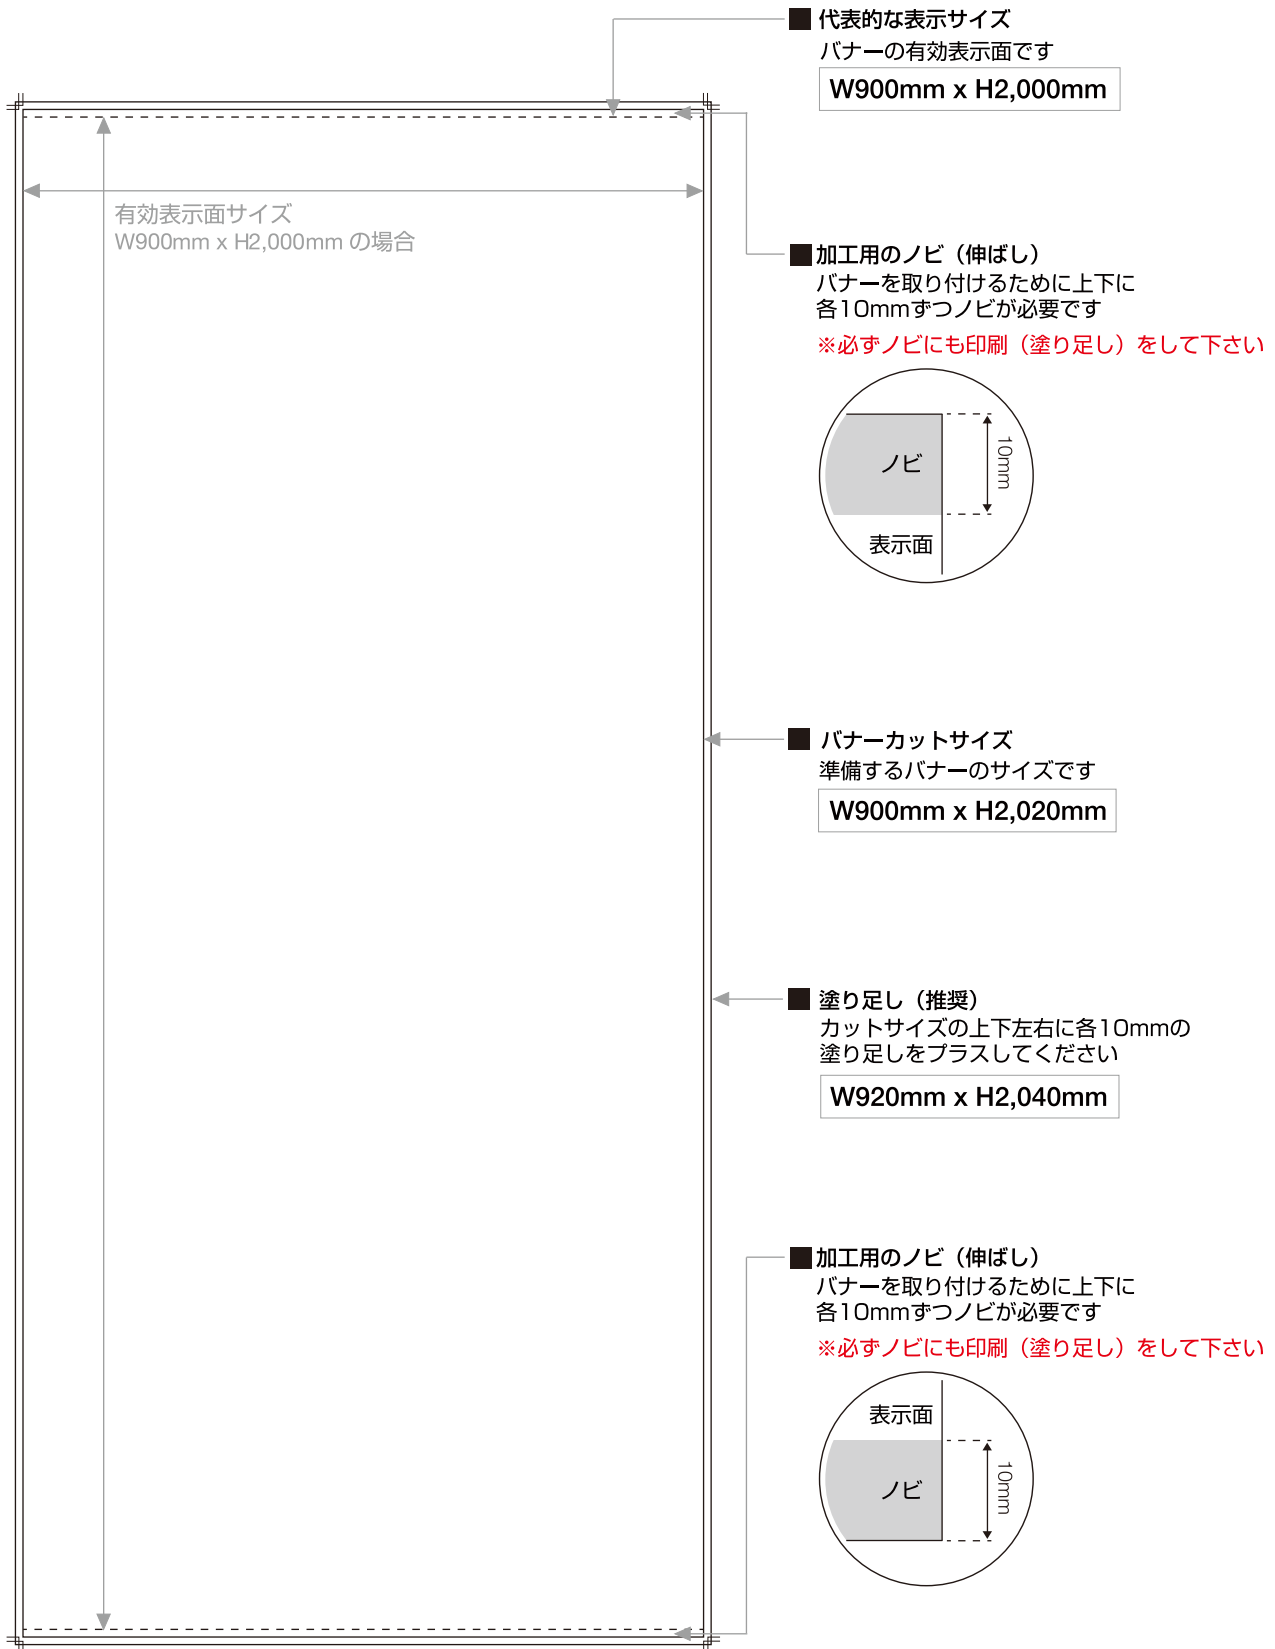 ■ 代表的な表示サイズ
バナーの有効表示面です
W900mm x H2,000mm
有効表示面サイズ
W900mm x H2,000mm の場合
■ 加工用のノビ（伸ばし）
バナーを取り付けるために上下に
各10mmずつノビが必要です
※必ずノビにも印刷（塗り足し）をして下さい
ノビ
10mm
表示面
■ バナーカットサイズ
準備するバナーのサイズです
W900mm x H2,020mm
■ 塗り足し（推奨）
カットサイズの上下左右に各10mmの
塗り足しをプラスしてください
W920mm x H2,040mm
■ 加工用のノビ（伸ばし）
バナーを取り付けるために上下に
各10mmずつノビが必要です
※必ずノビにも印刷（塗り足し）をして下さい
表示面
ノビ
10mm